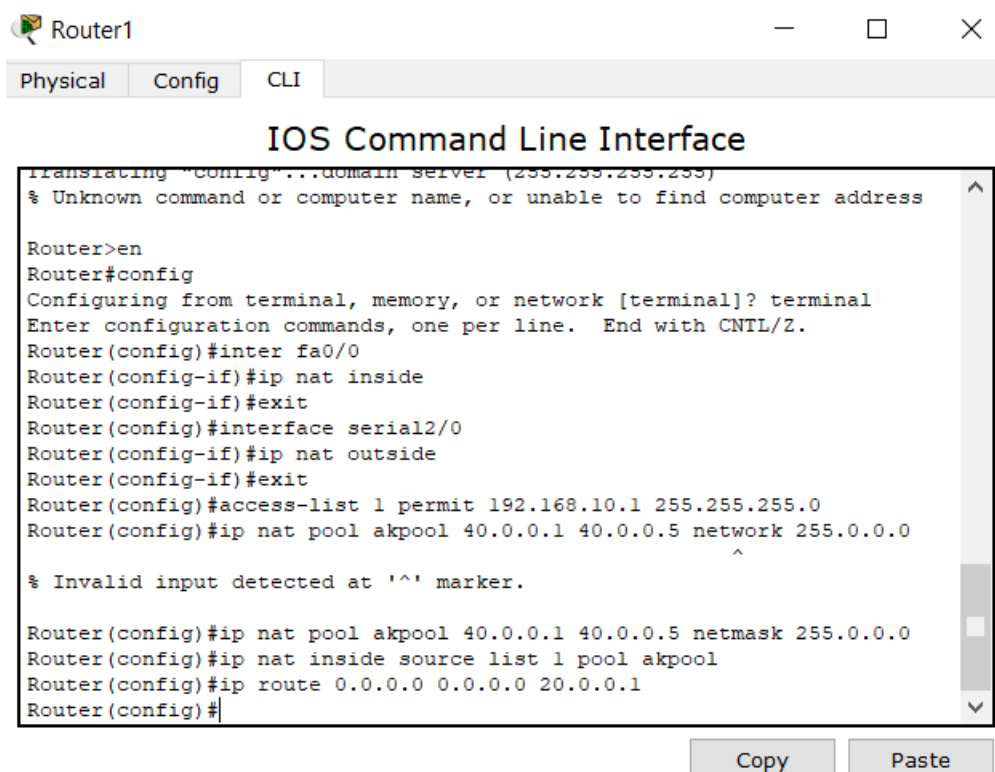 Router1
Physical Config CLI
IOS Command Line Interface
Translating "config"...domain server (255.255.255.255)
% Unknown command or computer name, or unable to find computer address
Router>en
Router#config
Configuring from terminal, memory, or network [terminal]? terminal
Enter configuration commands, one per line.  End with CNTL/Z.
Router(config)#inter fa0/0
Router(config-if)#ip nat inside
Router(config-if)#exit
Router(config)#interface serial2/0
Router(config-if)#ip nat outside
Router(config-if)#exit
Router(config)#access-list 1 permit 192.168.10.1 255.255.255.0
Router(config)#ip nat pool akpool 40.0.0.1 40.0.0.5 network 255.0.0.0
^
% Invalid input detected at '^' marker.
Router(config)#ip nat pool akpool 40.0.0.1 40.0.0.5 netmask 255.0.0.0
Router(config)#ip nat inside source list 1 pool akpool
Router(config)#ip route 0.0.0.0 0.0.0.0 20.0.0.1
Router(config)#
Copy Paste